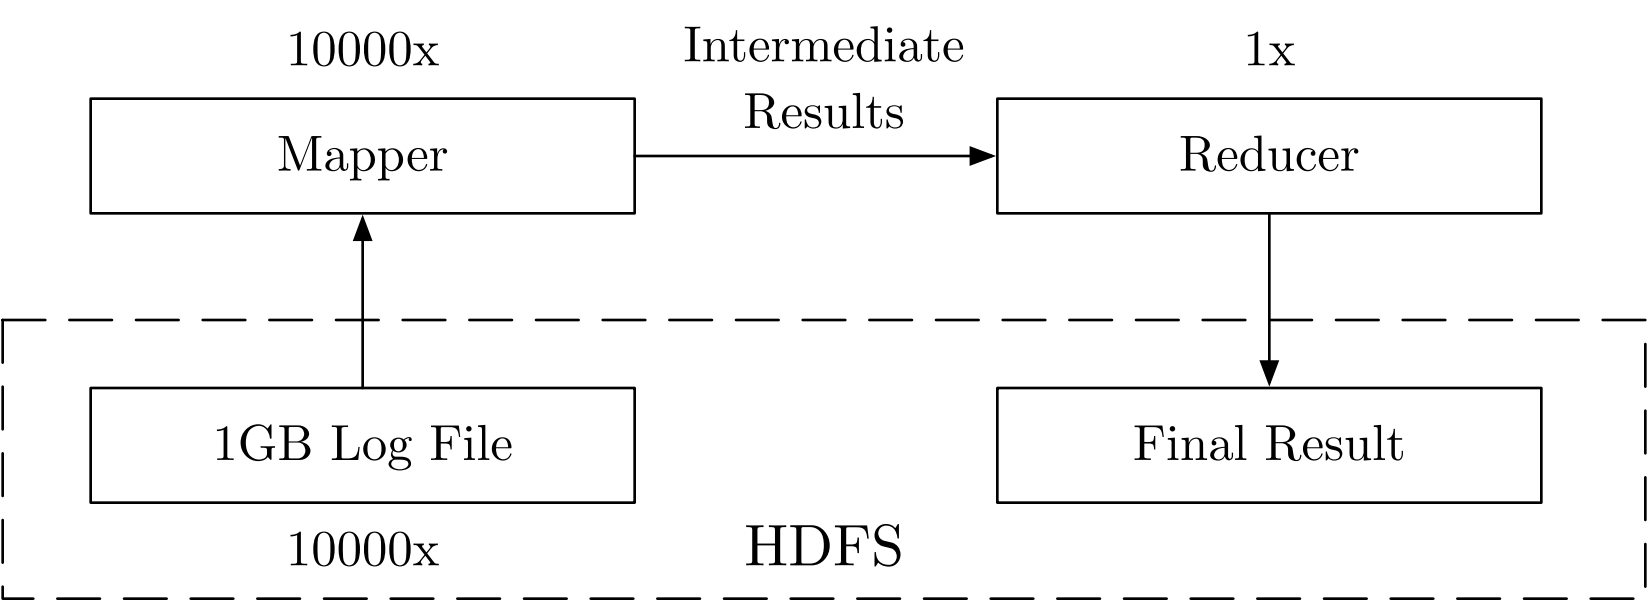 10000x
Intermediate
Results
1x
Mapper
Reducer
1GB Log File
Final Result
10000x
HDFS